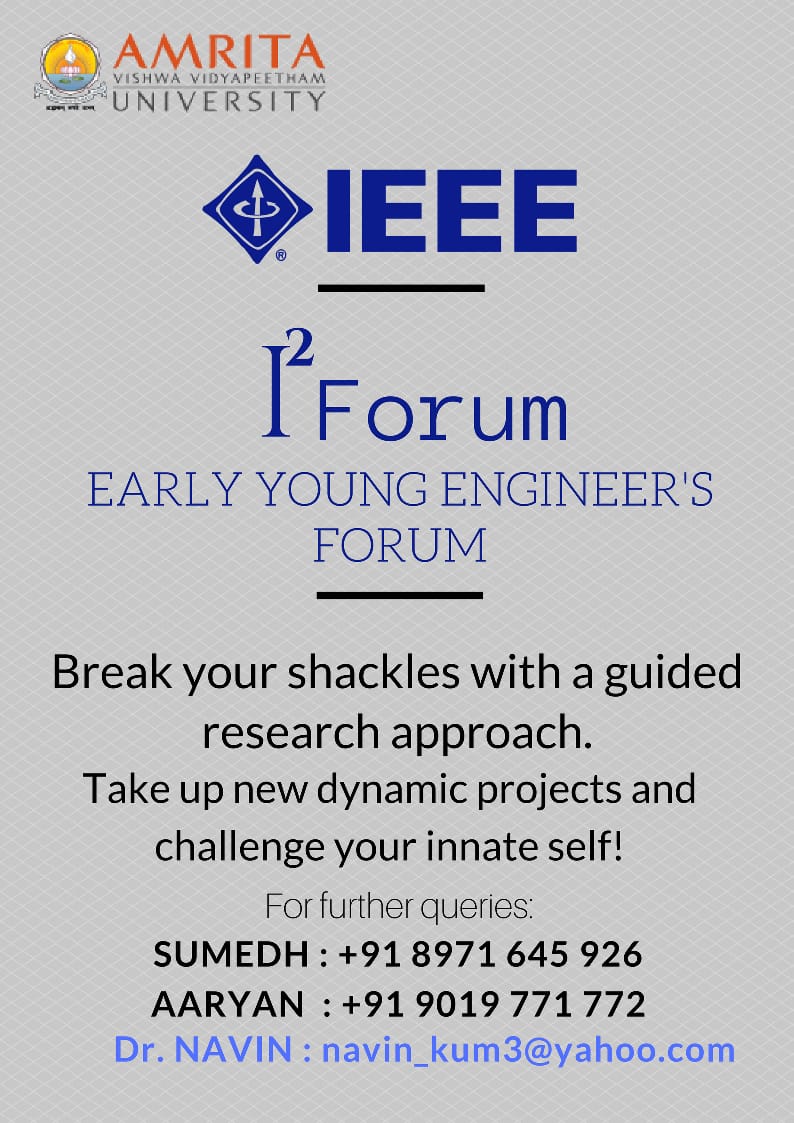 AMRITA
VISHWA VIDYAPEETHAM
UNIVERSITY
IEEE
®
I² Forum
EARLY YOUNG ENGINEER'S
FORUM
Break your shackles with a guided
research approach.
Take up new dynamic projects and
challenge your innate self!
For further queries:
SUMEDH : +91 8971 645 926
AARYAN : +91 9019 771 772
Dr. NAVIN : navin_kum3@yahoo.com